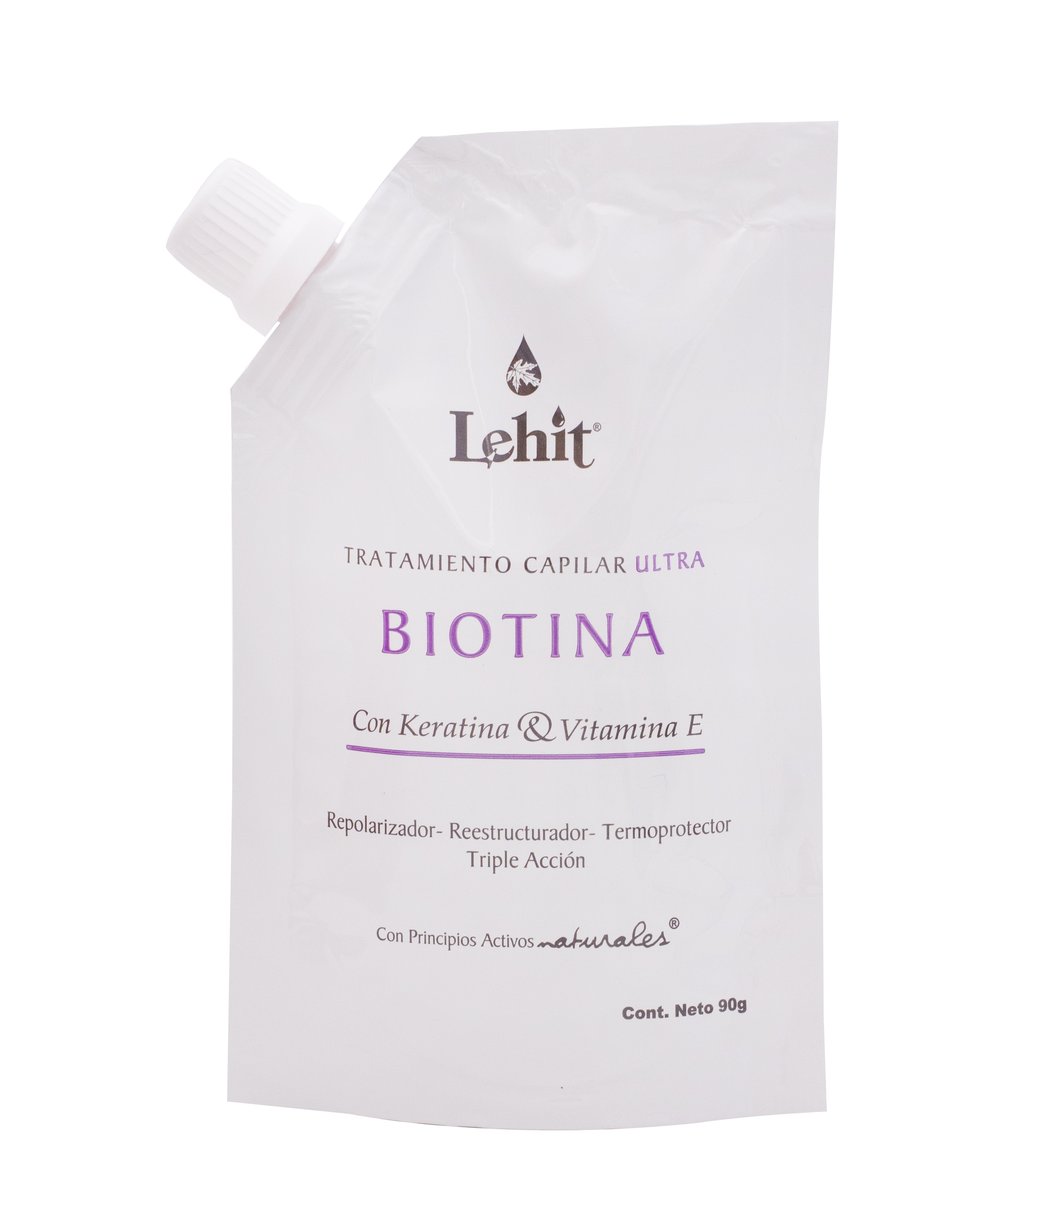 Lehit®
TRATAMIENTO CAPILAR ULTRA
BIOTINA
Con Keratina & Vitamina E
Repolarizador- Reestructurador- Termoprotector
Triple Acción
Con Principios Activos naturales®
Cont. Neto 90g